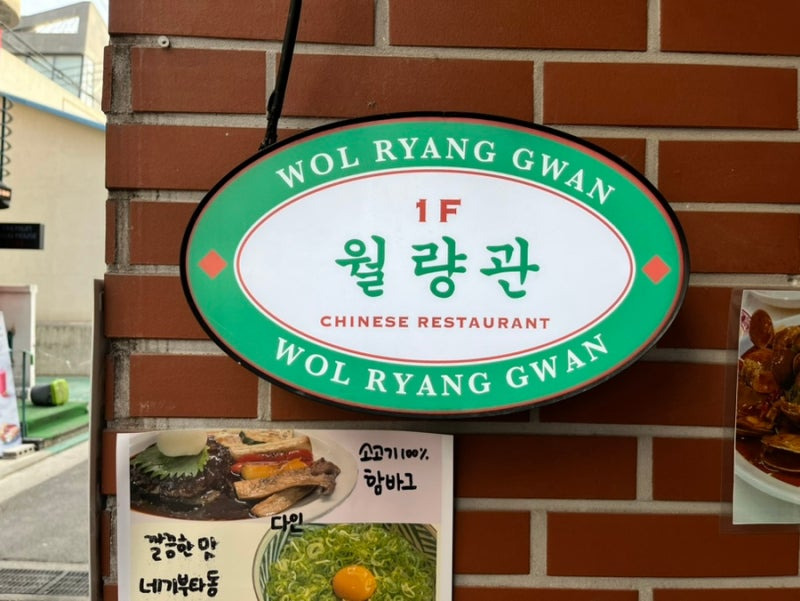 WOL RYANG GWAN
1F
월량관
CHINESE RESTAURANT
WOL RYANG GWAN
소고기100%
함바그
다인
깔끔한 맛
네기부타동